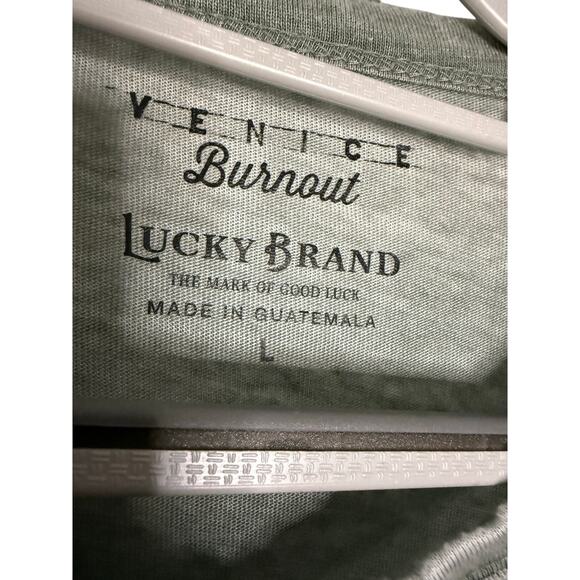 VENICE
Burnout
LUCKY BRAND
THE MARK OF GOOD LUCK
MADE IN GUATEMALA
L